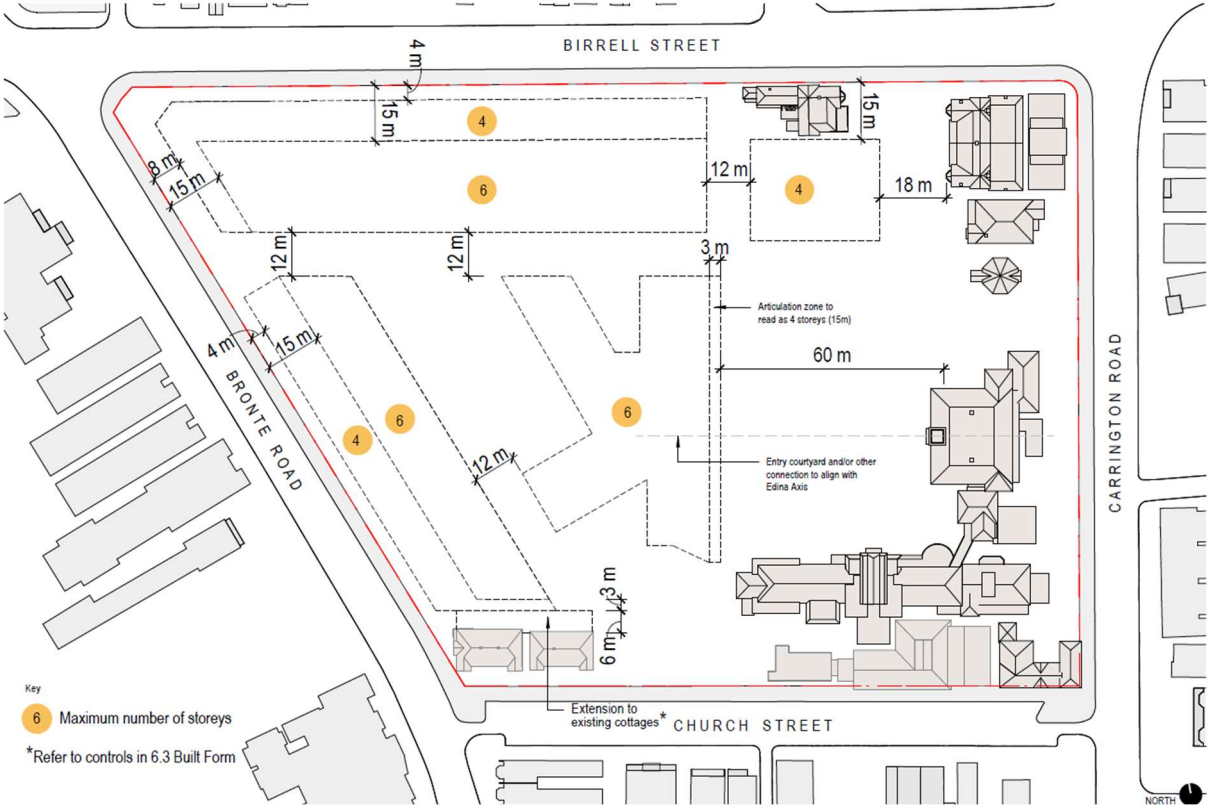 BIRRELL STREET
4 m
15 m
4
15 m
8 m
15 m
6
12 m
4
18 m
12 m
12 m
3 m
Articulation zone to
read as 4 storeys (15m)
60 m
4 m
15 m
BRONTE ROAD
CARRINGTON ROAD
6
6
4
12 m
Entry courtyard and/or other
connection to align with
Edina Axis
3 m
6 m
Extension to
existing cottages*
CHURCH STREET
Key
6 Maximum number of storeys
*Refer to controls in 6.3 Built Form
NORTH